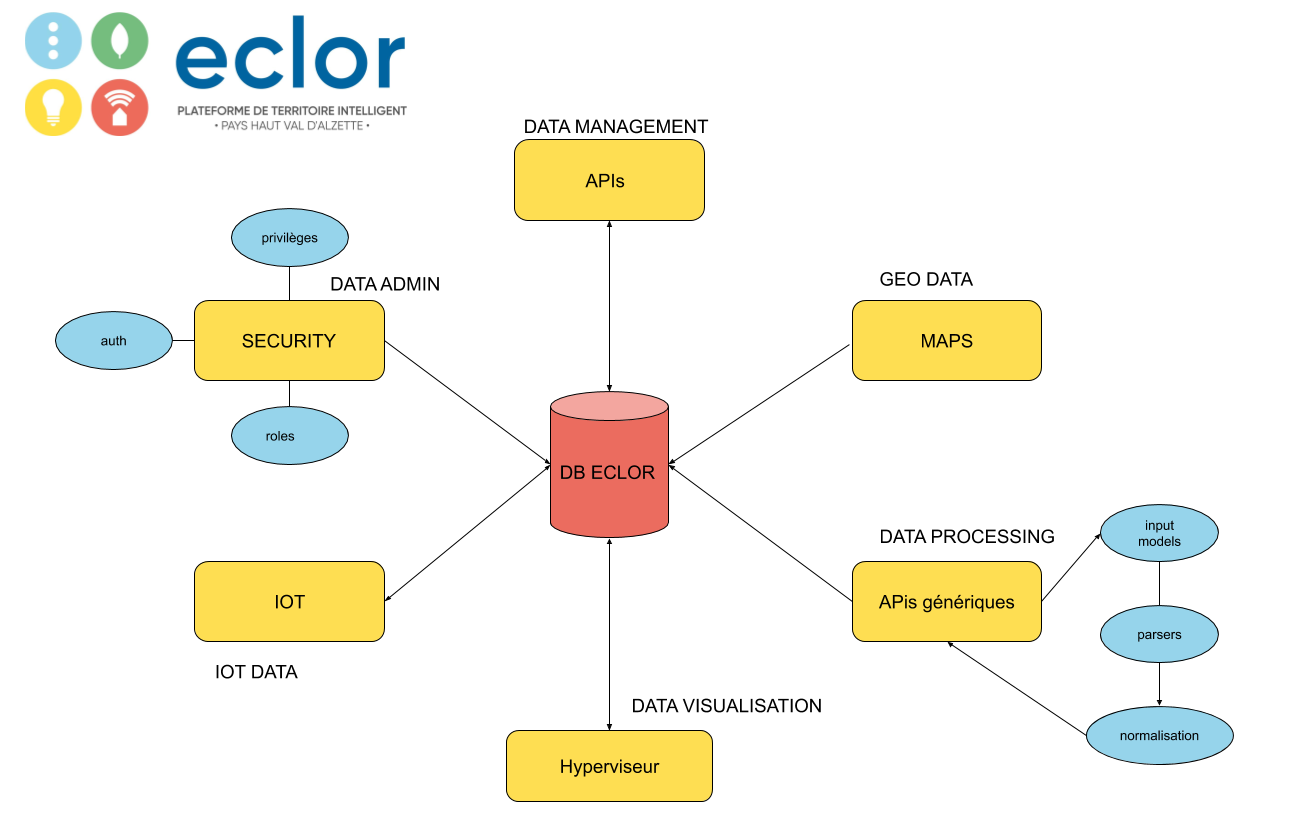 eclor
PLATEFORME DE TERRITOIRE INTELLIGENT
• PAYS HAUT VAL D'ALZETTE •
DATA MANAGEMENT
APIs
privilèges
DATA ADMIN
SECURITY
auth
roles
GEO DATA
MAPS
DB ECLOR
IOT
IOT DATA
DATA PROCESSING
APis génériques
input
models
parsers
normalisation
DATA VISUALISATION
Hyperviseur